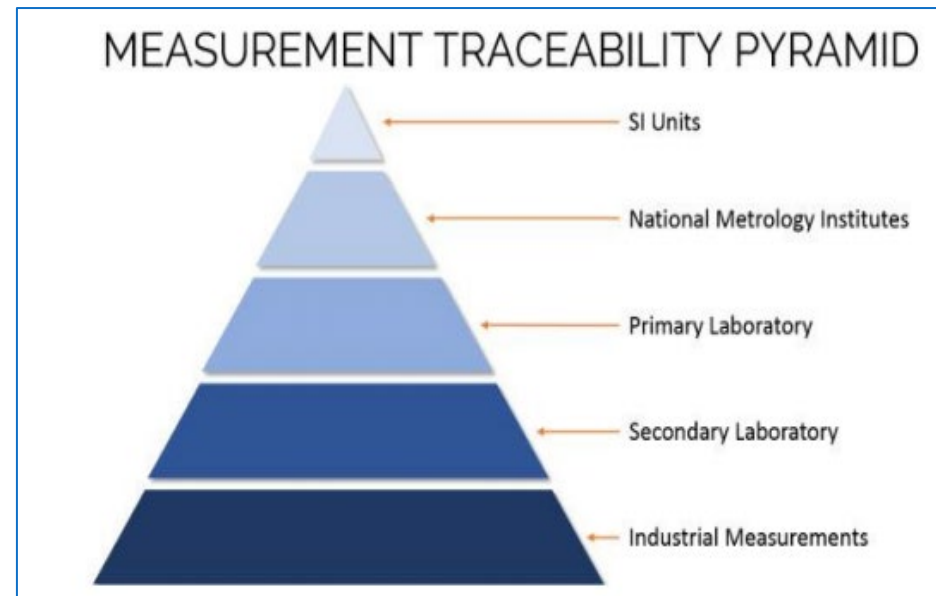 MEASUREMENT TRACEABILITY PYRAMID
SI Units
National Metrology Institutes
Primary Laboratory
Secondary Laboratory
Industrial Measurements